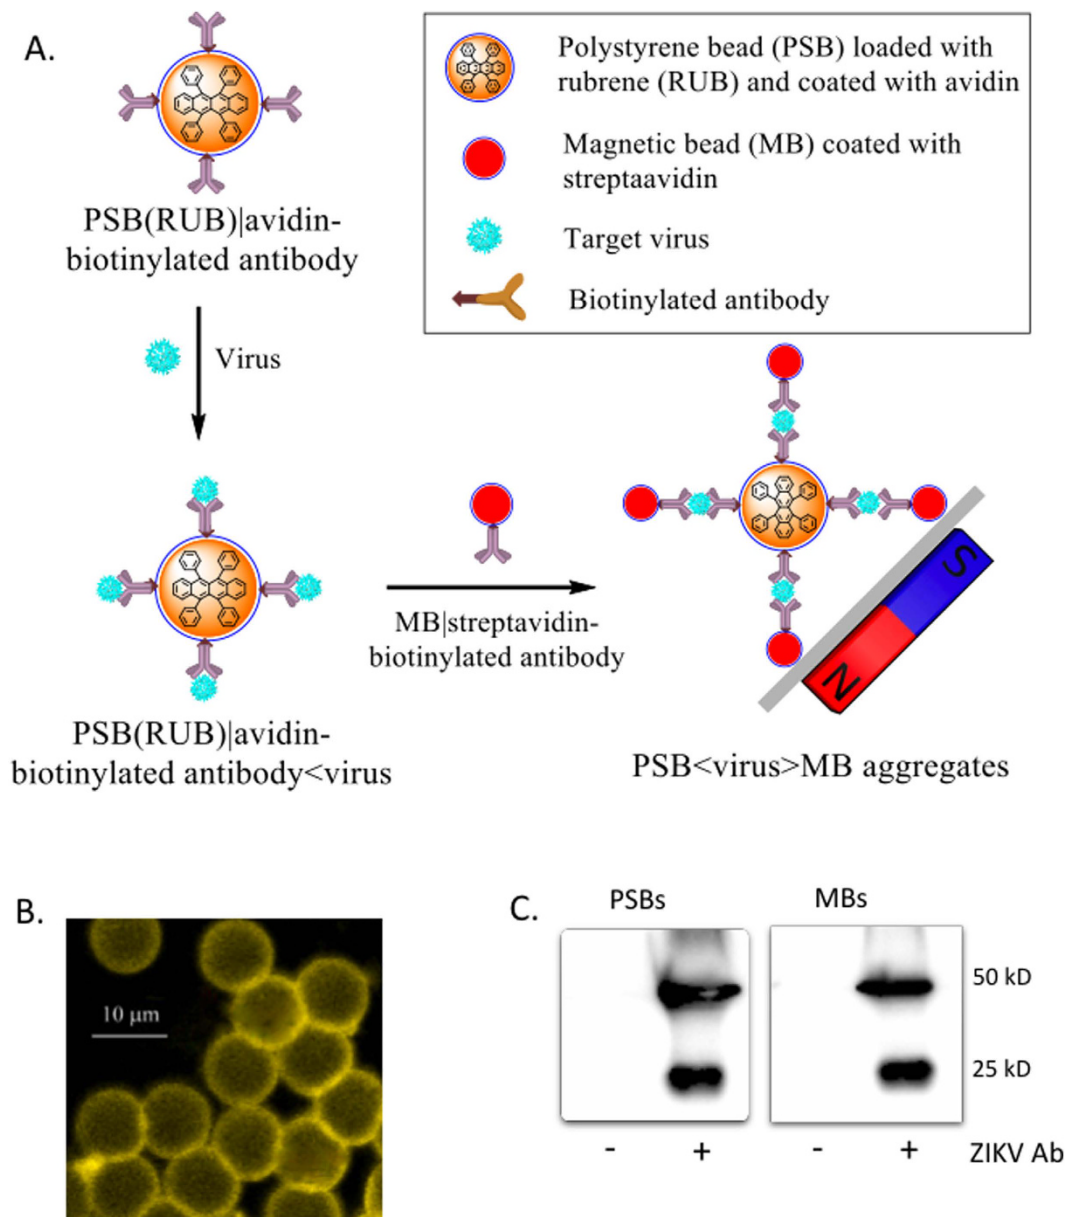 A.
PSB(RUB)|avidin-
biotinylated antibody
Polystyrene bead (PSB) loaded with
rubrene (RUB) and coated with avidin
Magnetic bead (MB) coated with
streptaavidin
Target virus
Biotinylated antibody
Virus
MB|streptavidin-
biotinylated antibody
S
N
PSB(RUB)|avidin-
biotinylated antibody<virus
PSB<virus>MB aggregates
B.
10 µm
C.
PSBs
MBs
50 kD
25 kD
- + - + ZIKV Ab